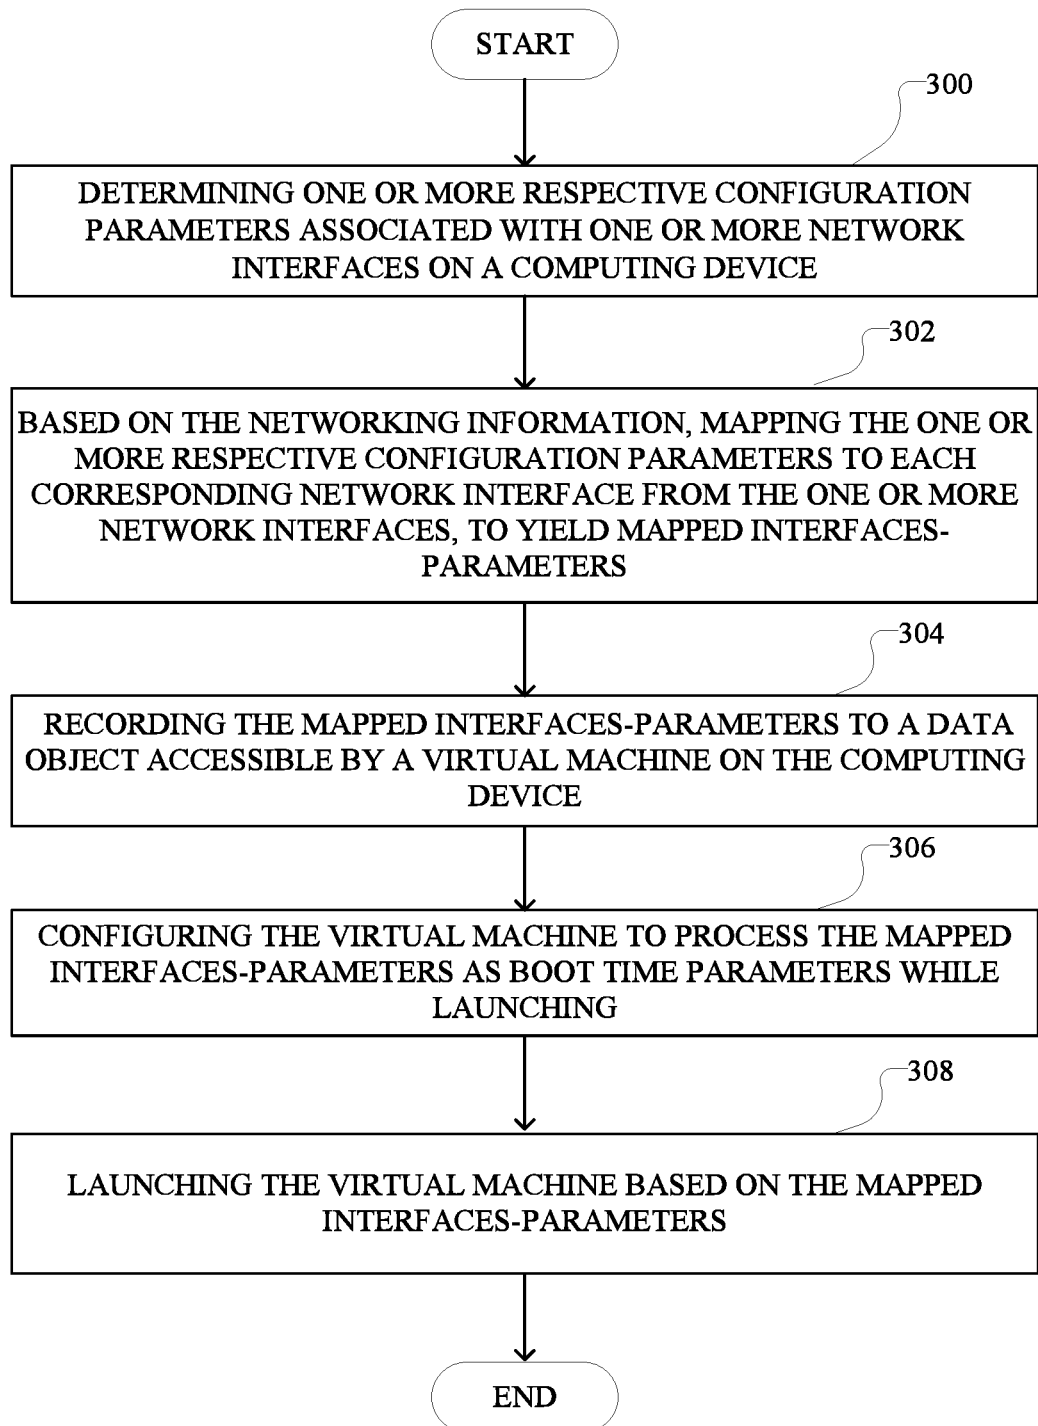 START
300
DETERMINING ONE OR MORE RESPECTIVE CONFIGURATION
PARAMETERS ASSOCIATED WITH ONE OR MORE NETWORK
INTERFACES ON A COMPUTING DEVICE
302
BASED ON THE NETWORKING INFORMATION, MAPPING THE ONE OR
MORE RESPECTIVE CONFIGURATION PARAMETERS TO EACH
CORRESPONDING NETWORK INTERFACE FROM THE ONE OR MORE
NETWORK INTERFACES, TO YIELD MAPPED INTERFACES-
PARAMETERS
304
RECORDING THE MAPPED INTERFACES-PARAMETERS TO A DATA
OBJECT ACCESSIBLE BY A VIRTUAL MACHINE ON THE COMPUTING
DEVICE
306
CONFIGURING THE VIRTUAL MACHINE TO PROCESS THE MAPPED
INTERFACES-PARAMETERS AS BOOT TIME PARAMETERS WHILE
LAUNCHING
308
LAUNCHING THE VIRTUAL MACHINE BASED ON THE MAPPED
INTERFACES-PARAMETERS
END